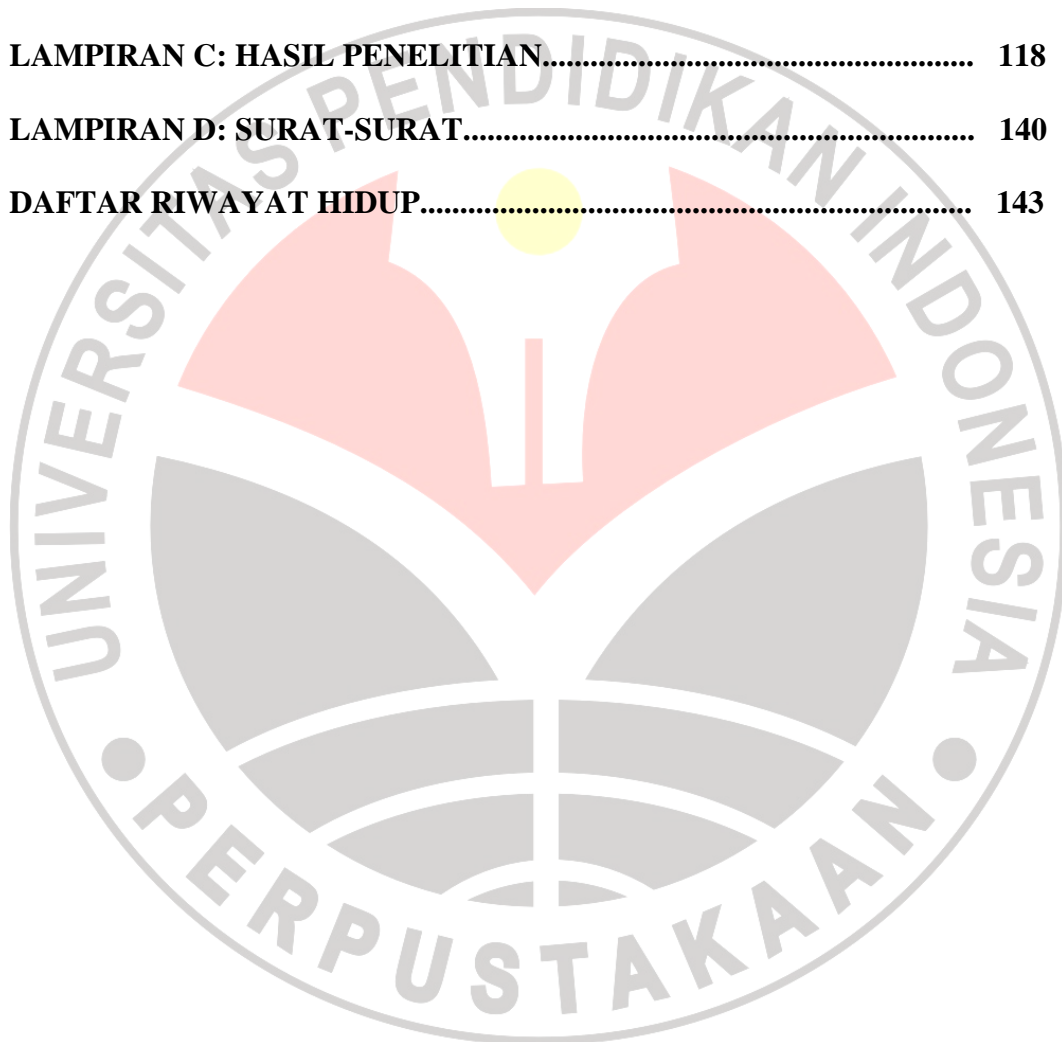 LAMPIRAN C: HASIL PENELITIAN...................................................... 118
LAMPIRAN D: SURAT-SURAT................................................................ 140
DAFTAR RIWAYAT HIDUP..................................................................... 143
UNIVERSITAS PENDIDIKAN INDONESIA
PERPUSTAKAAN